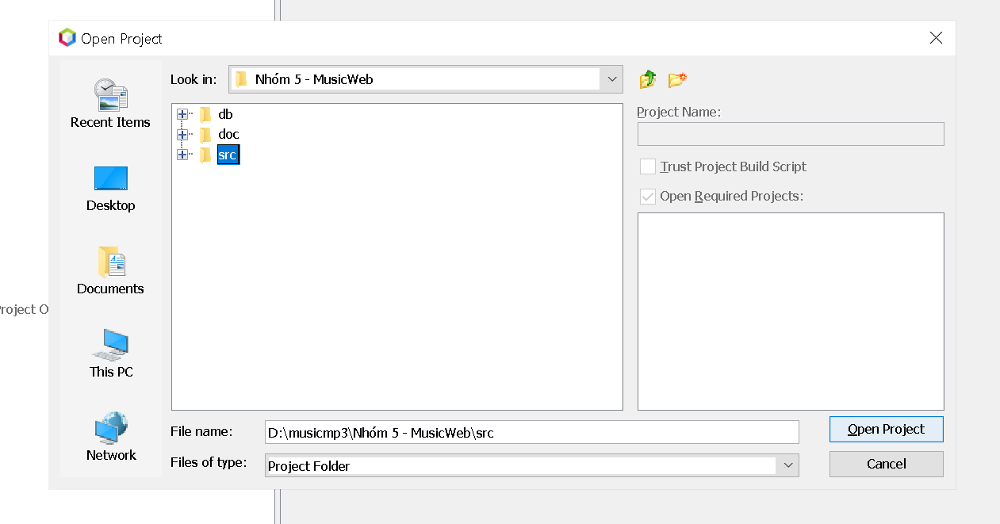 Open Project
Look in:
Nhóm 5 - MusicWeb
Recent Items
Desktop
Documents
This PC
Network
db
doc
src
Project Name:
Trust Project Build Script
Open Required Projects:
roject O
File name:
D:\musicmp3\Nhóm 5 - MusicWeb\src
Files of type:
Project Folder
Open Project
Cancel